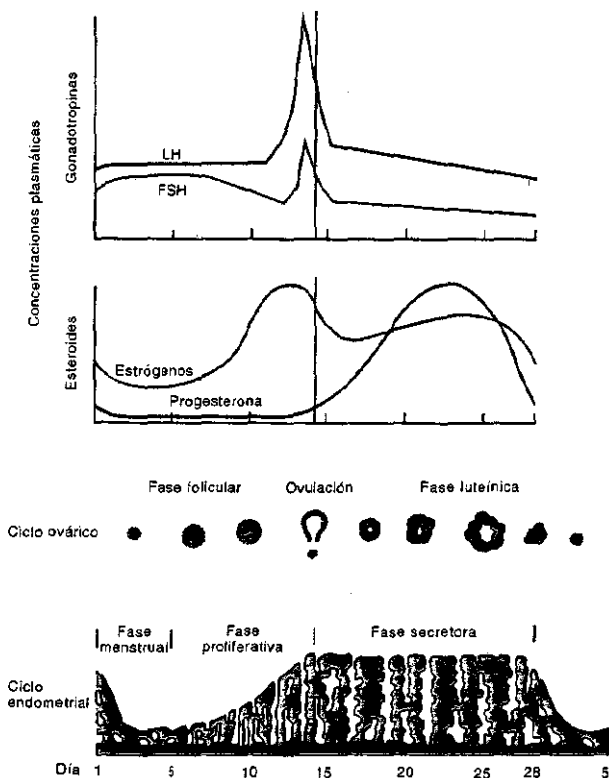 Concentraciones plasmáticas
Gonadotropinas
LH
FSH
Esteroides
Estrógenos
Progesterona
Fase folicular
Ovulación
Fase luteínica
Ciclo ovárico
Fase menstrual
Fase proliferativa
Fase secretora
Ciclo endometrial
Día 1 5 10 15 20 25 28 5